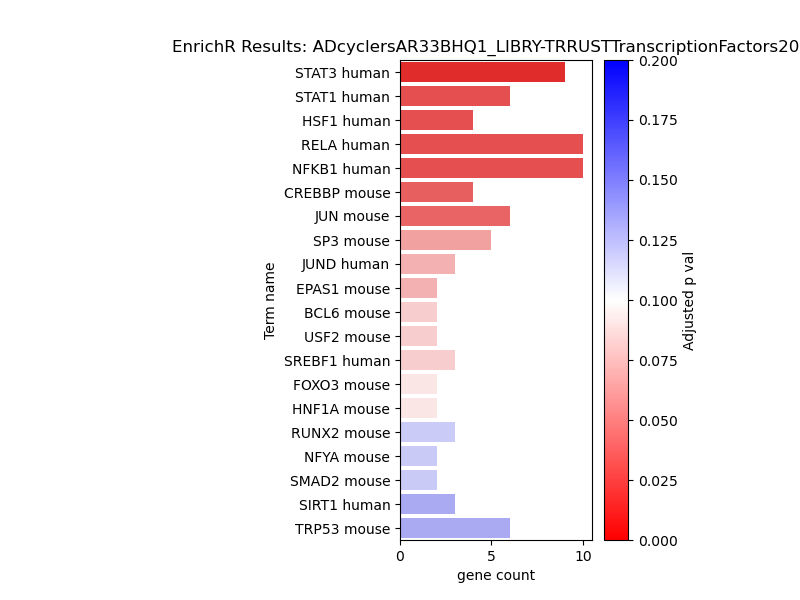 EnrichR Results: ADcyclersAR33BHQ1_LIBRY-TRRUSTTranscriptionFactors20
STAT3 human
STAT1 human
HSF1 human
RELA human
NFKB1 human
CREBBP mouse
JUN mouse
SP3 mouse
JUND human
EPAS1 mouse
BCL6 mouse
USF2 mouse
SREBF1 human
FOXO3 mouse
HNF1A mouse
RUNX2 mouse
NFYA mouse
SMAD2 mouse
SIRT1 human
TRP53 mouse
Term name
0
5
10
gene count
0.200
0.175
0.150
0.125
0.100
0.075
0.050
0.025
0.000
Adjusted p val